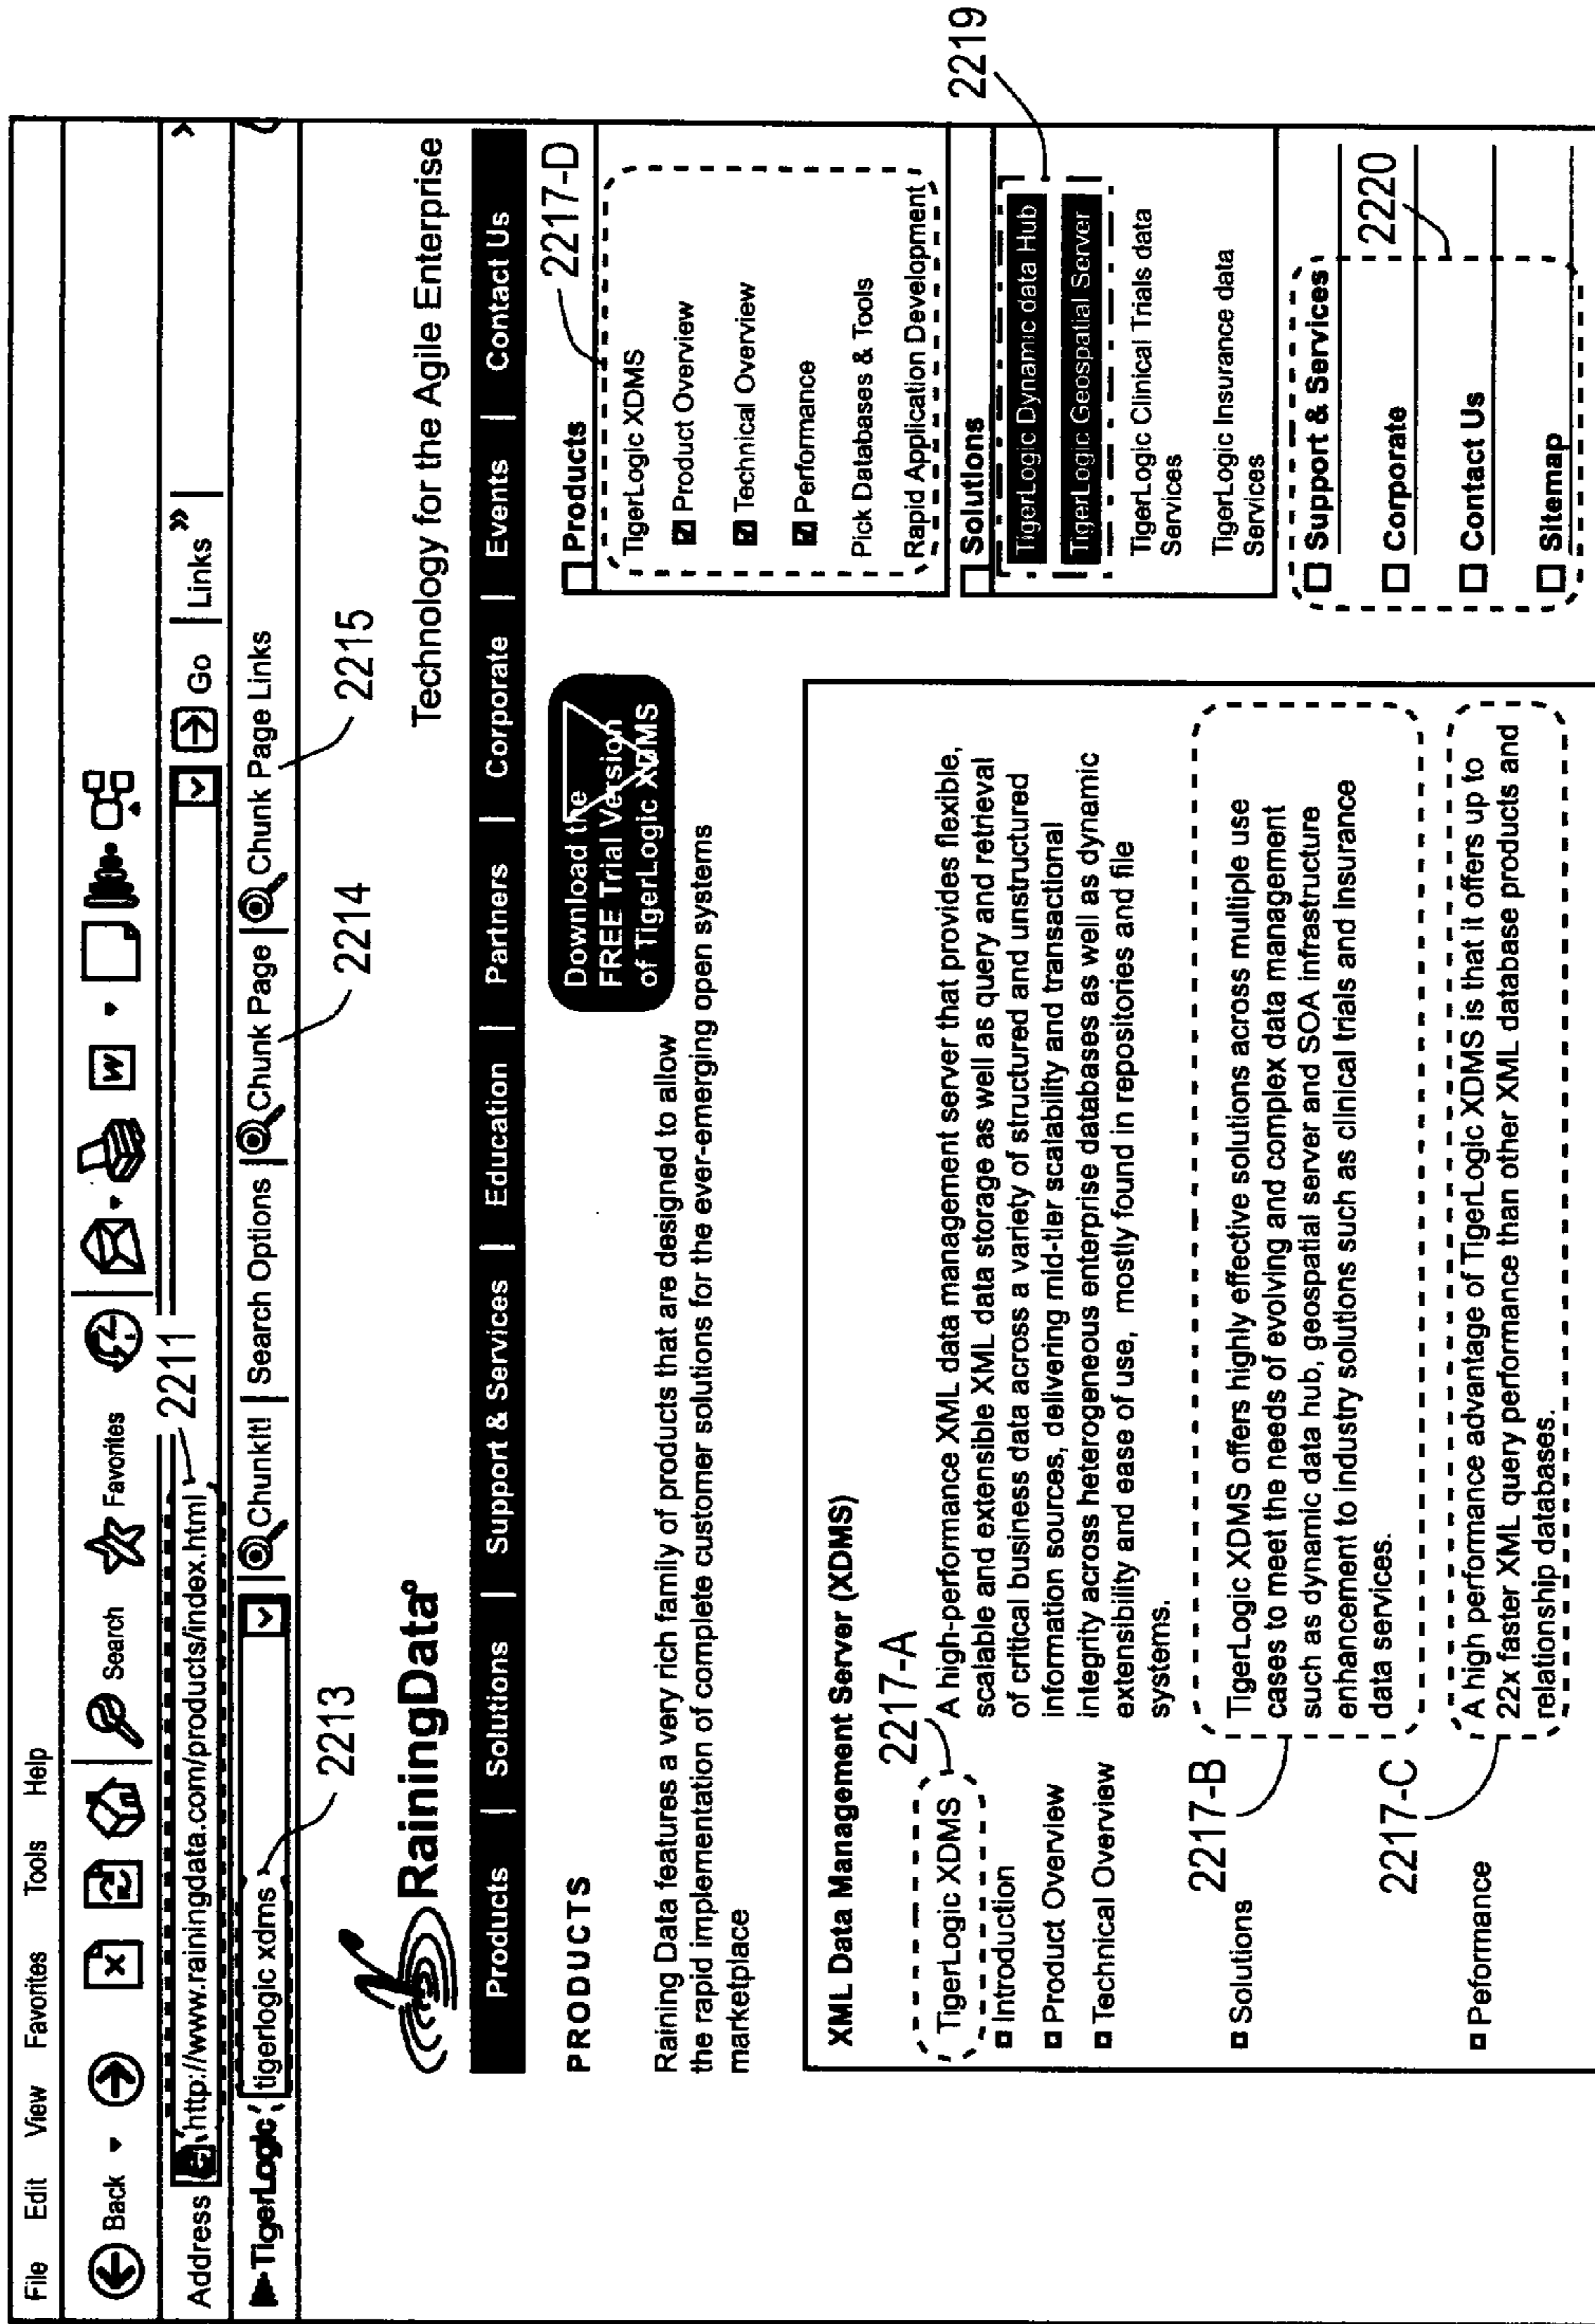 File Edit View Favorites Tools Help
Back Search Favorites W
Address http://www.rainingdata.com/products/index.html 2211 Go Links »
TigerLogic tigerlogic xdms ChunkIt! Search Options Chunk Page Chunk Page Links
2213 2214 2215
RainingData
Technology for the Agile Enterprise
Products | Solutions | Support & Services | Education | Partners | Corporate | Events | Contact Us
PRODUCTS
Raining Data features a very rich family of products that are designed to allow
the rapid implementation of complete customer solutions for the ever-emerging open systems
marketplace
Download the
FREE Trial Version
of TigerLogic XDMS
XML Data Management Server (XDMS)
2217-A
TigerLogic XDMS
Introduction
Product Overview
Technical Overview
A high-performance XML data management server that provides flexible,
scalable and extensible XML data storage as well as query and retrieval
of critical business data across a variety of structured and unstructured
information sources, delivering mid-tier scalability and transactional
integrity across heterogeneous enterprise databases as well as dynamic
extensibility and ease of use, mostly found in repositories and file
systems.
2217-B
Solutions
TigerLogic XDMS offers highly effective solutions across multiple use
cases to meet the needs of evolving and complex data management
such as dynamic data hub, geospatial server and SOA infrastructure
enhancement to industry solutions such as clinical trials and insurance
data services.
2217-C
Peformance
A high performance advantage of TigerLogic XDMS is that it offers up to
22x faster XML query performance than other XML database products and
relationship databases.
Products
2217-D
TigerLogic XDMS
Product Overview
Technical Overview
Performance
Pick Databases & Tools
Rapid Application Development
Solutions
2219
TigerLogic Dynamic data Hub
TigerLogic Geospatial Server
TigerLogic Clinical Trials data
Services
TigerLogic Insurance data
Services
Support & Services
2220
Corporate
Contact Us
Sitemap